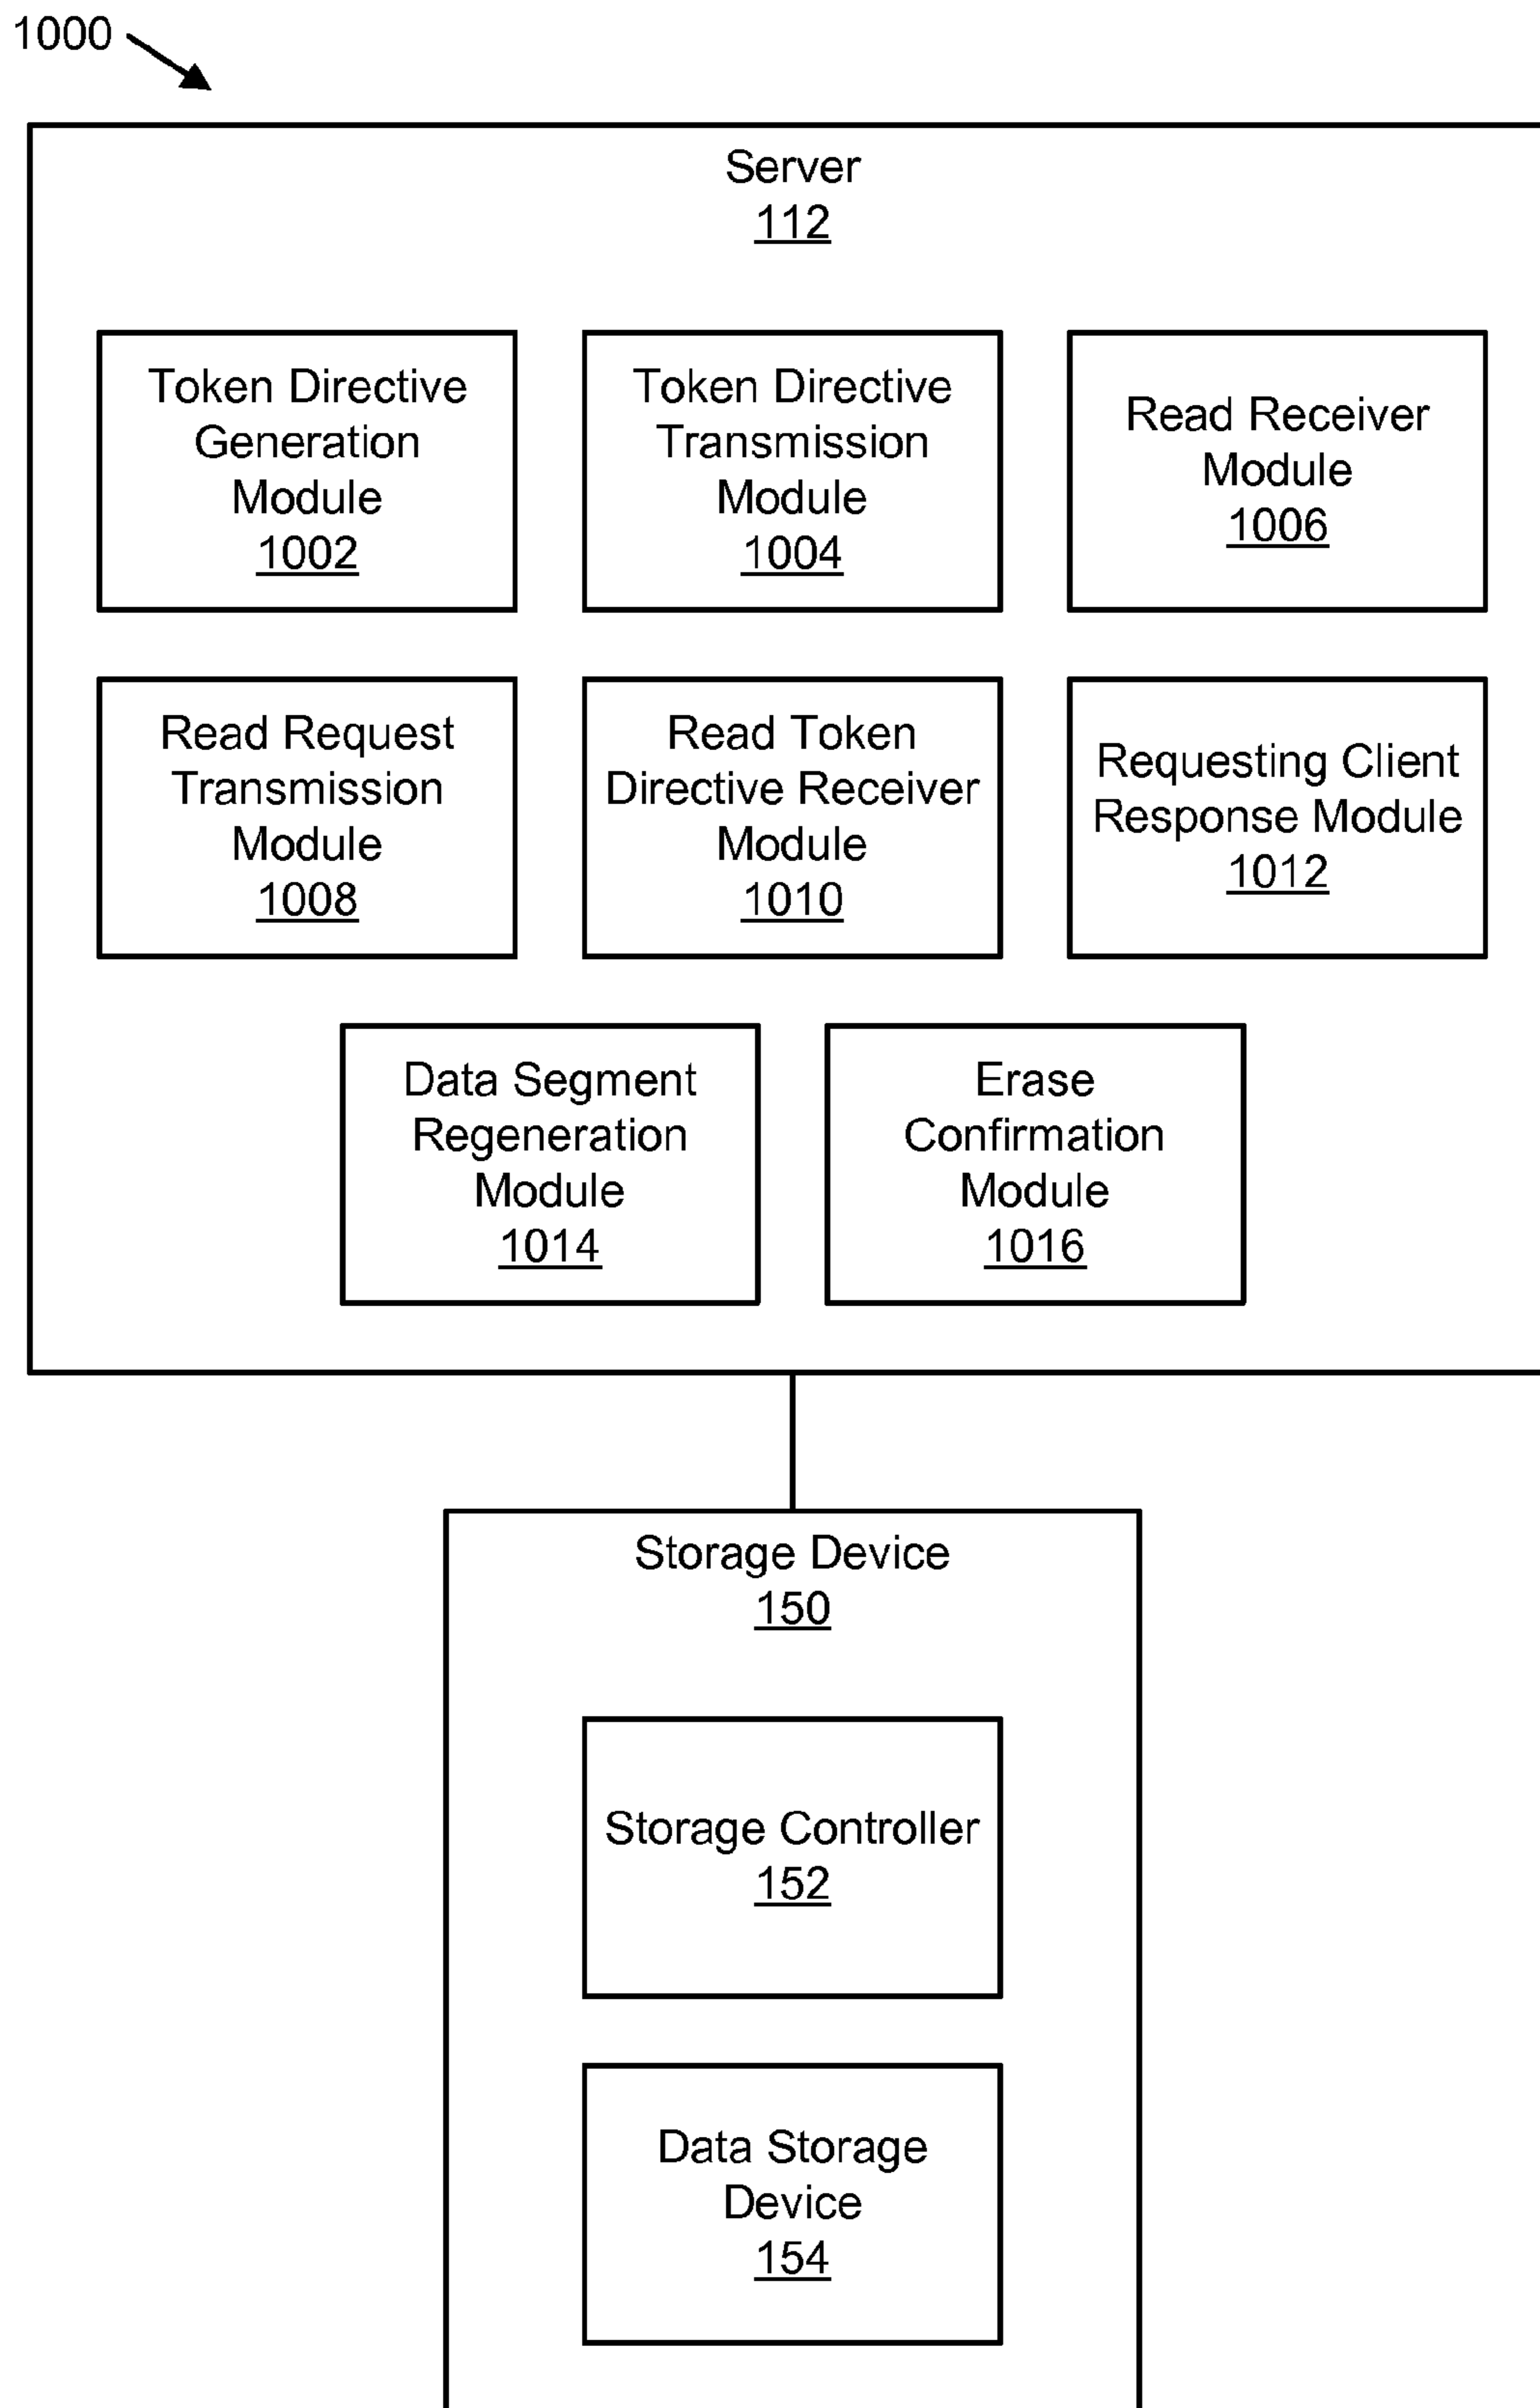 1000
Server
112
Token Directive
Generation
Module
1002
Token Directive
Transmission
Module
1004
Read Receiver
Module
1006
Read Request
Transmission
Module
1008
Read Token
Directive Receiver
Module
1010
Requesting Client
Response Module
1012
Data Segment
Regeneration
Module
1014
Erase
Confirmation
Module
1016
Storage Device
150
Storage Controller
152
Data Storage
Device
154